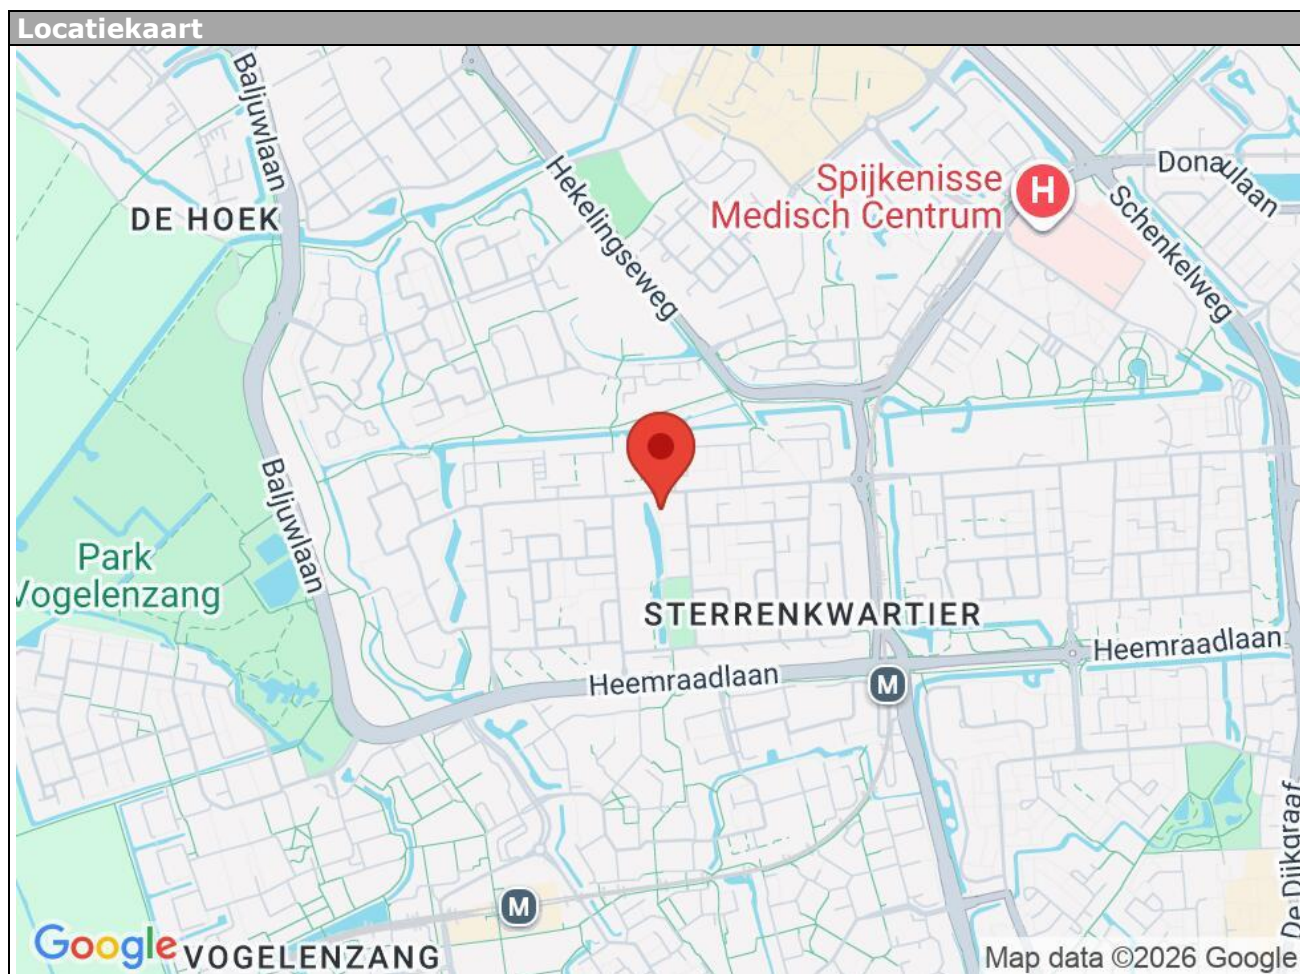 Locatiekaart
Baljuwlaan
DE HOEK
Hekelingseweg
Spijkenisse
Medisch Centrum
H
Donaulaan
Schenkelweg
Baljuwlaan
Park
Vogelenzang
STERRENKWARTIER
Heemraadlaan
Heemraadlaan
M
De Dijkgraaf
M
Google
VOGELENZANG
Map data ©2026 Google